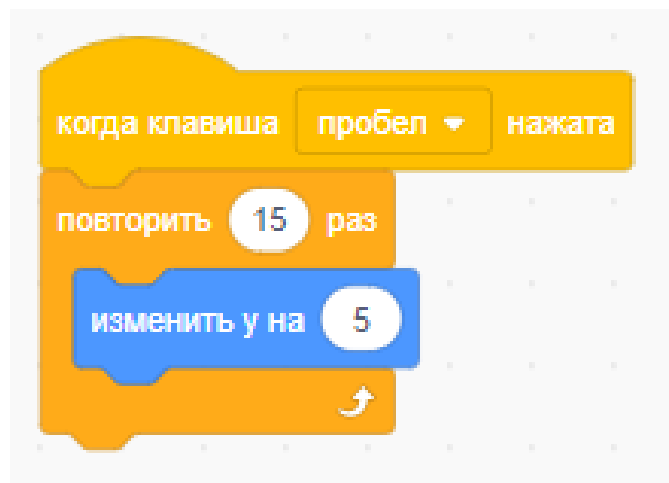 когда клавиша пробел нажата
повторить 15 раз
изменить y на 5